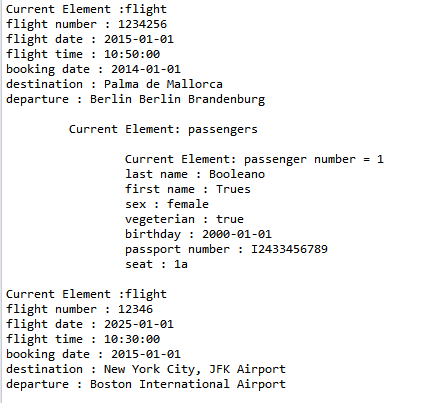 Current Element :flight
flight number : 1234256
flight date : 2015-01-01
flight time : 10:50:00
booking date : 2014-01-01
destination : Palma de Mallorca
departure : Berlin Berlin Brandenburg
Current Element: passengers
Current Element: passenger number = 1
last name : Booleano
first name : Trues
sex : female
vegeterian : true
birthday : 2000-01-01
passport number : I2433456789
seat : 1a
Current Element :flight
flight number : 12346
flight date : 2025-01-01
flight time : 10:30:00
booking date : 2015-01-01
destination : New York City, JFK Airport
departure : Boston International Airport